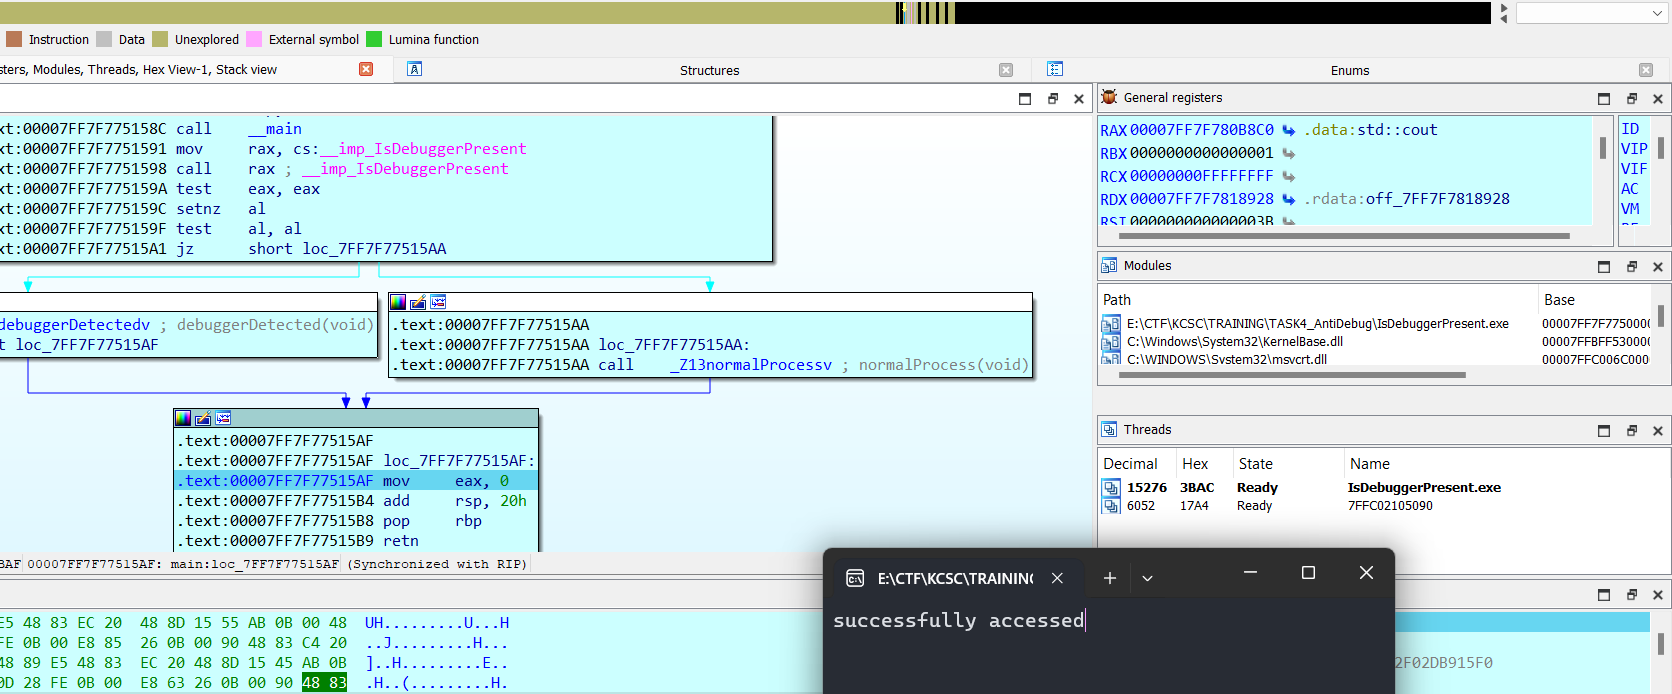 Instruction Data Unexplored External symbol Lumina function
sters, Modules, Threads, Hex View-1, Stack view
Structures
Enums
xt:00007FF7F775158C call __main
xt:00007FF7F7751591 mov rax, cs:__imp_IsDebuggerPresent
xt:00007FF7F7751598 call rax ; __imp_IsDebuggerPresent
xt:00007FF7F775159A test eax, eax
xt:00007FF7F775159C setnz al
xt:00007FF7F775159F test al, al
xt:00007FF7F77515A1 jz short loc_7FF7F77515AA
debuggerDetectedv ; debuggerDetected(void)
t loc_7FF7F77515AF
.text:00007FF7F77515AA
.text:00007FF7F77515AA loc_7FF7F77515AA:
.text:00007FF7F77515AA call _Z13normalProcessv ; normalProcess(void)
.text:00007FF7F77515AF
.text:00007FF7F77515AF loc_7FF7F77515AF:
.text:00007FF7F77515AF mov eax, 0
.text:00007FF7F77515B4 add rsp, 20h
.text:00007FF7F77515B8 pop rbp
.text:00007FF7F77515B9 retn
BAF 00007FF7F77515AF: main:loc_7FF7F77515AF (Synchronized with RIP)
General registers
RAX 00007FF7F780B8C0 .data:std::cout
RBX 0000000000000001
RCX 00000000FFFFFFFF
RDX 00007FF7F7818928 .rdata:off_7FF7F7818928
RSI 000000000000003B
ID
VIP
VIF
AC
VM
Modules
Path Base
E:\CTF\KCSC\TRAINING\TASK4_AntiDebug\IsDebuggerPresent.exe 00007FF7F7750000
C:\Windows\System32\KernelBase.dll 00007FFBFF530000
C:\WINDOWS\System32\msvcrt.dll 00007FFC006C000
Threads
Decimal Hex State Name
15276 3BAC Ready IsDebuggerPresent.exe
6052 17A4 Ready 7FFC02105090
E5 48 83 EC 20 48 8D 15 55 AB 0B 00 48 UH.........U...H
FE 0B 00 E8 85 26 0B 00 90 48 83 C4 20 ..J.........H..
48 89 E5 48 83 EC 20 48 8D 15 45 AB 0B ]..H.........E..
0D 28 FE 0B 00 E8 63 26 0B 00 90 48 83 .H..(.........H.
2F02DB915F0
E:\CTF\KCSC\TRAINING
successfully accessed